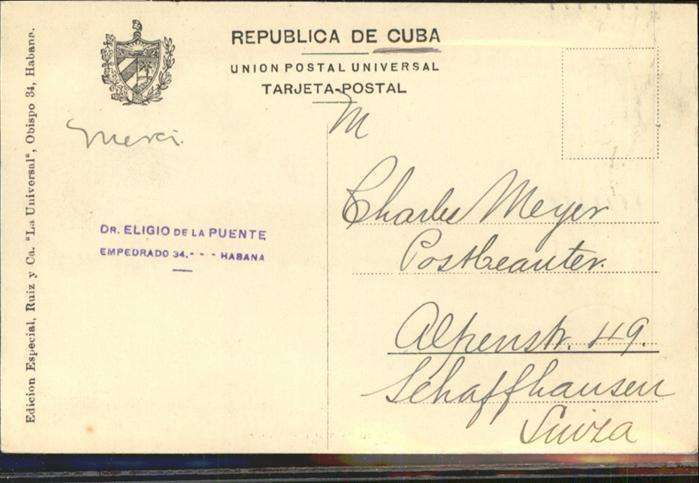 REPUBLICA DE CUBA
UNION POSTAL UNIVERSAL
TARJETA-POSTAL
Edicion Especial, Ruiz y Ca. "La Universal", Obispo 34, Habana.
Merci.
DR. ELIGIO DE LA PUENTE
EMPEDRADO 34. - - - HABANA
M
Charles Meyer
Postbeauter
Alpenstr. 49.
Schaffhausen
Suiza